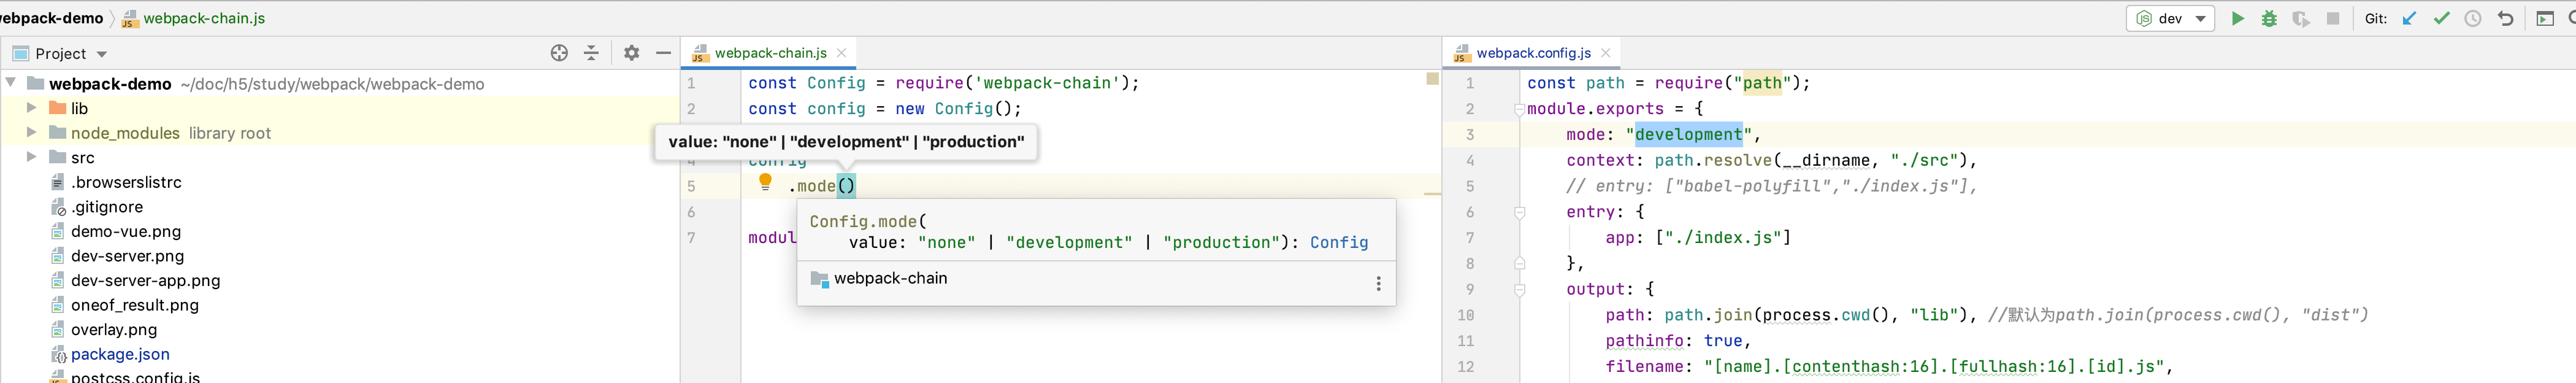 webpack-demo 〉 webpack-chain.js
dev
Git:
Project
webpack-demo ~/doc/h5/study/webpack/webpack-demo
lib
node_modules library root
src
.browserslistrc
.gitignore
demo-vue.png
dev-server.png
dev-server-app.png
oneof_result.png
overlay.png
package.json
postcss.config.js
webpack-chain.js
1 const Config = require('webpack-chain');
2 const config = new Config();
value: "none" | "development" | "production"
4 config
5 .mode()
6
7 modul
Config.mode(
value: "none" | "development" | "production"): Config
webpack-chain
webpack.config.js
1 const path = require("path");
2 module.exports = {
3 mode: "development",
4 context: path.resolve(__dirname, "./src"),
5 // entry: ["babel-polyfill","./index.js"],
6 entry: {
7 app: ["./index.js"]
8 },
9 output: {
10 path: path.join(process.cwd(), "lib"), //默认为path.join(process.cwd(), "dist")
11 pathinfo: true,
12 filename: "[name].[contenthash:16].[fullhash:16].[id].js",